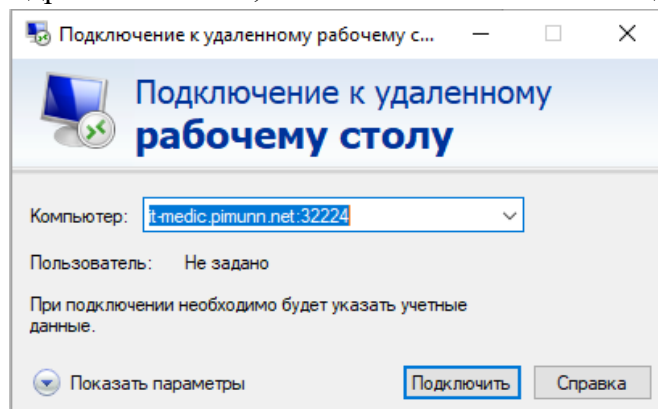 Подключение к удаленному рабочему с...
Подключение к удаленному
рабочему столу
Компьютер: it-medic.pimunn.net:32224
Пользователь: Не задано
При подключении необходимо будет указать учетные
данные.
Показать параметры Подключить Справка